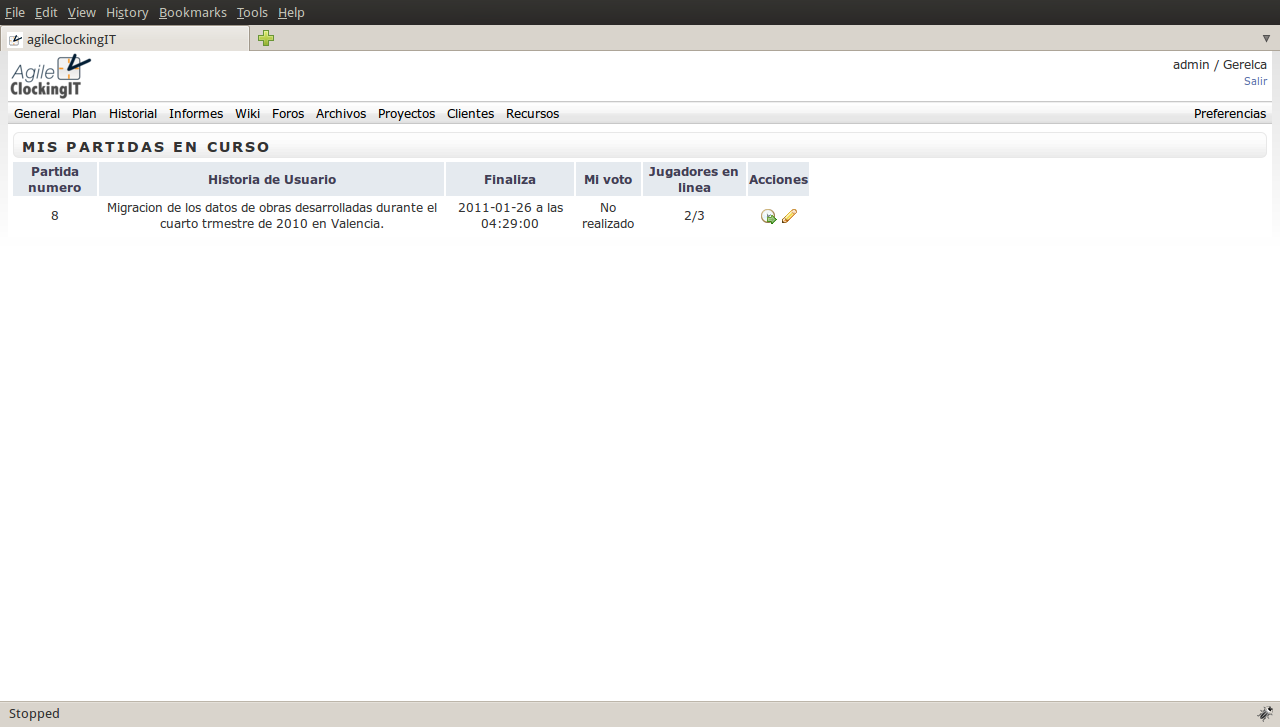 File Edit View History Bookmarks Tools Help
agileClockingIT
Agile
ClockingIT
admin / Gerelca
Salir
General Plan Historial Informes Wiki Foros Archivos Proyectos Clientes Recursos Preferencias
MIS PARTIDAS EN CURSO
Partida numero Historia de Usuario Finaliza Mi voto Jugadores en linea Acciones
8 Migracion de los datos de obras desarrolladas durante el cuarto trmestre de 2010 en Valencia. 2011-01-26 a las 04:29:00 No realizado 2/3
Stopped